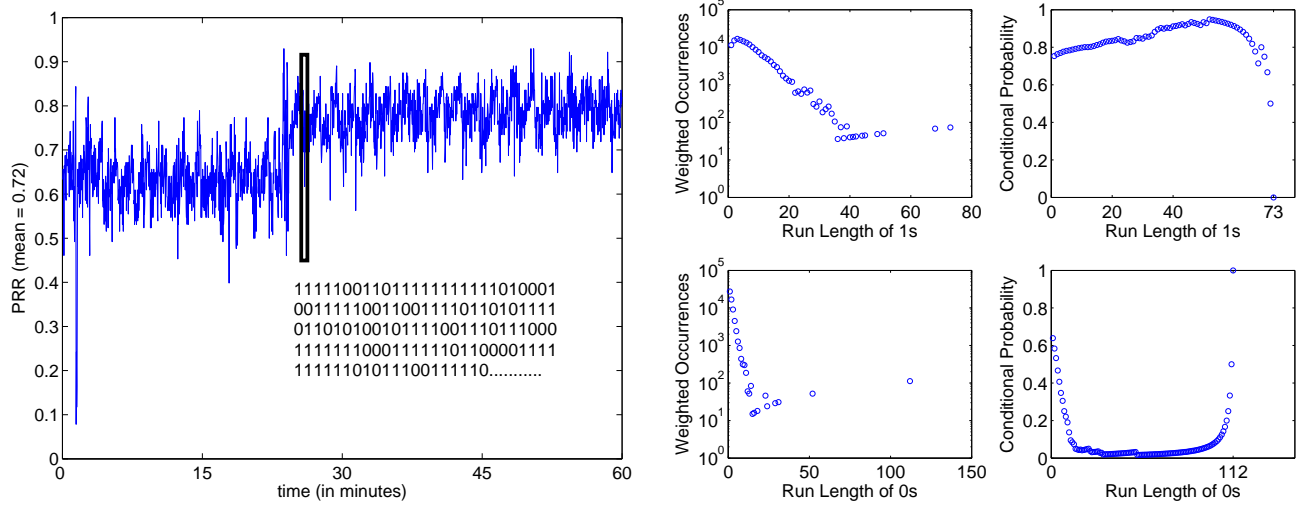 1
0.9
0.8
0.7
0.6
0.5
0.4
0.3
0.2
0.1
0
PRR (mean = 0.72)
111110011011111111111010001
001111100110011110110101111
011010100101111001110111000
111111100011111101100001111
11111101011100111110...........
0 15 30 45 60
time (in minutes)
10^5
10^4
10^3
10^2
10^1
10^0
Weighted Occurrences
0 20 40 60 80
Run Length of 1s
1
0.8
0.6
0.4
0.2
0
Conditional Probability
0 20 40 73
Run Length of 1s
10^5
10^4
10^3
10^2
10^1
10^0
Weighted Occurrences
0 50 100 150
Run Length of 0s
1
0.8
0.6
0.4
0.2
0
Conditional Probability
0 112
Run Length of 0s